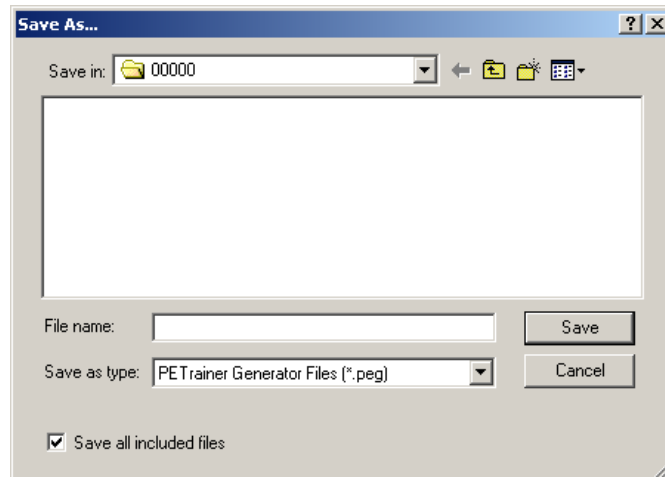 Save As...
Save in: 00000
File name:
Save
Save as type: PETrainer Generator Files (*.peg)
Cancel
Save all included files